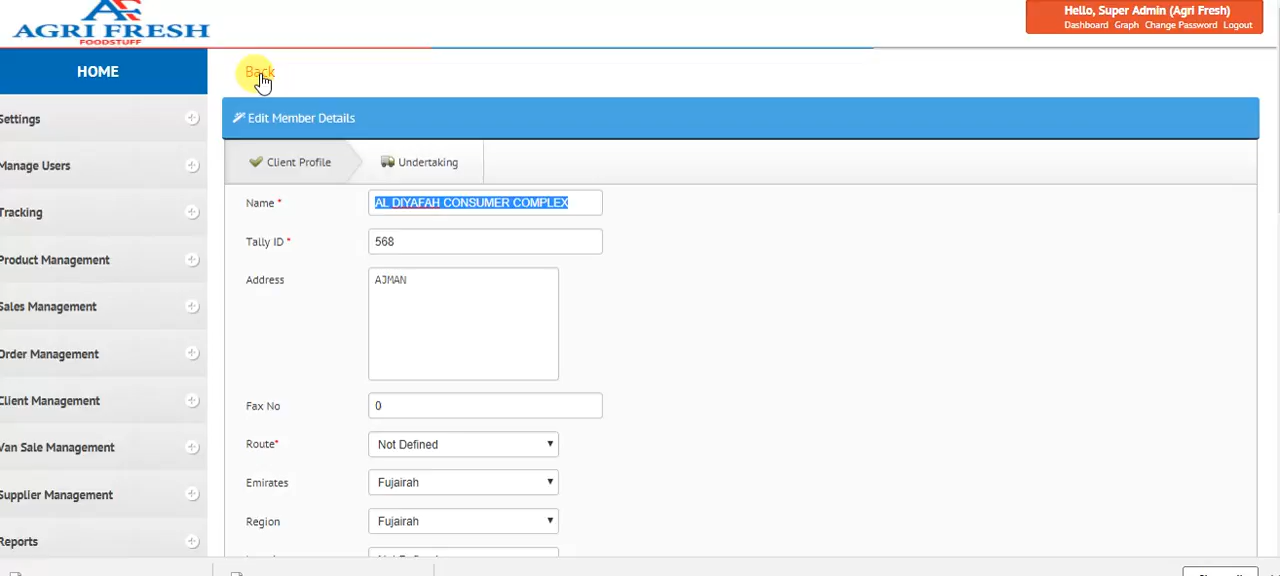 AF
AGRI FRESH
FOODSTUFF
Hello, Super Admin (Agri Fresh)
Dashboard Graph Change Password Logout
HOME
Back
Settings
Edit Member Details
Manage Users
Client Profile
Undertaking
Name *
AL DIYAFAH CONSUMER COMPLEX
Tracking
Tally ID *
568
Product Management
Address
AJMAN
Sales Management
Order Management
Client Management
Fax No
0
Van Sale Management
Route*
Not Defined
Emirates
Fujairah
Supplier Management
Region
Fujairah
Reports